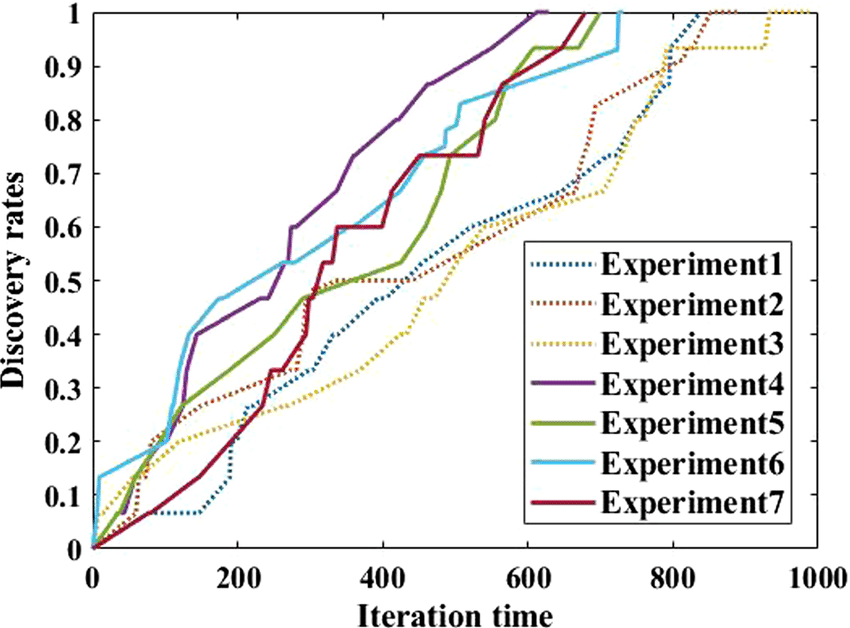 1
0.9
0.8
0.7
0.6
0.5
0.4
0.3
0.2
0.1
0
Discovery rates
Experiment1
Experiment2
Experiment3
Experiment4
Experiment5
Experiment6
Experiment7
0 200 400 600 800 1000
Iteration time